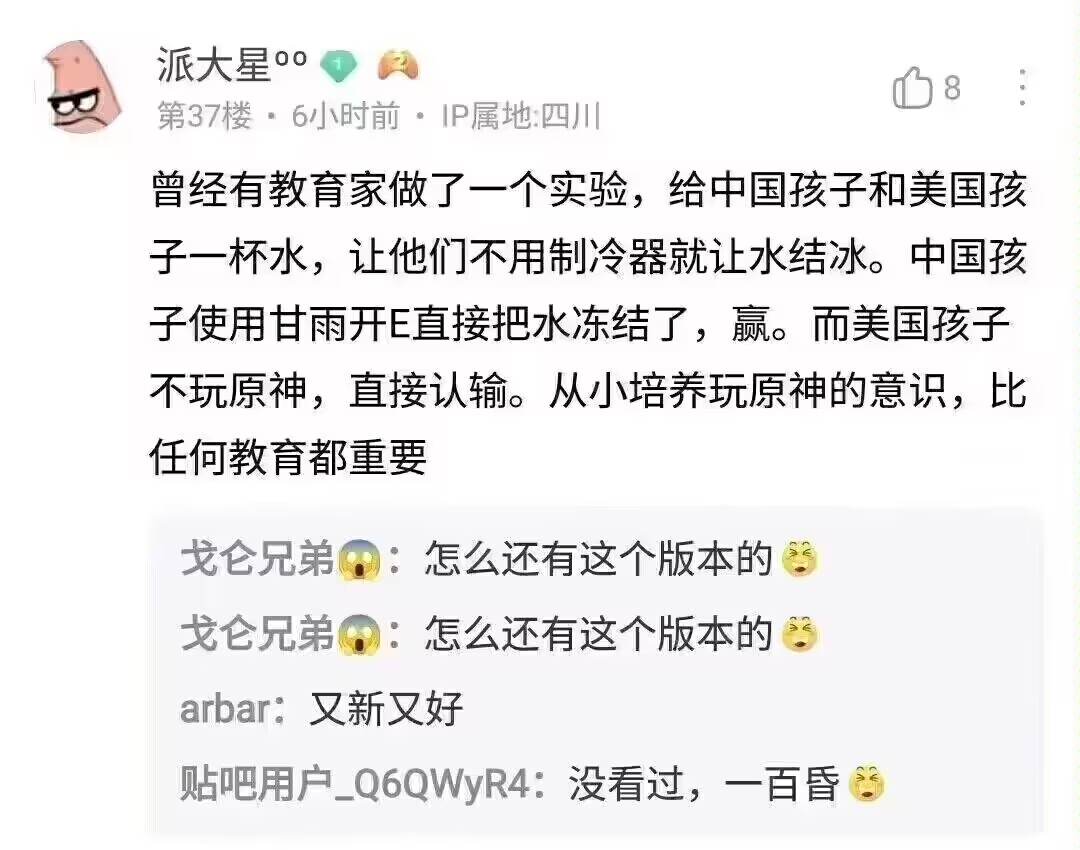 派大星°° 1 2
第37楼 · 6小时前 · IP属地:四川
8
曾经有教育家做了一个实验，给中国孩
子和美国孩
子一杯水，让他们不用制冷器就让水结冰。中国孩
子使用甘雨开E直接把水冻结了，赢。而美国孩子
不玩原神，直接认输。从小培养玩原神的意识，比
任何教育都重要
戈仑兄弟😱：怎么还有这个版本的😆
戈仑兄弟😱：怎么还有这个版本的😆
arbar：又新又好
贴吧用户_Q6QWyR4：没看过，一百昏😆